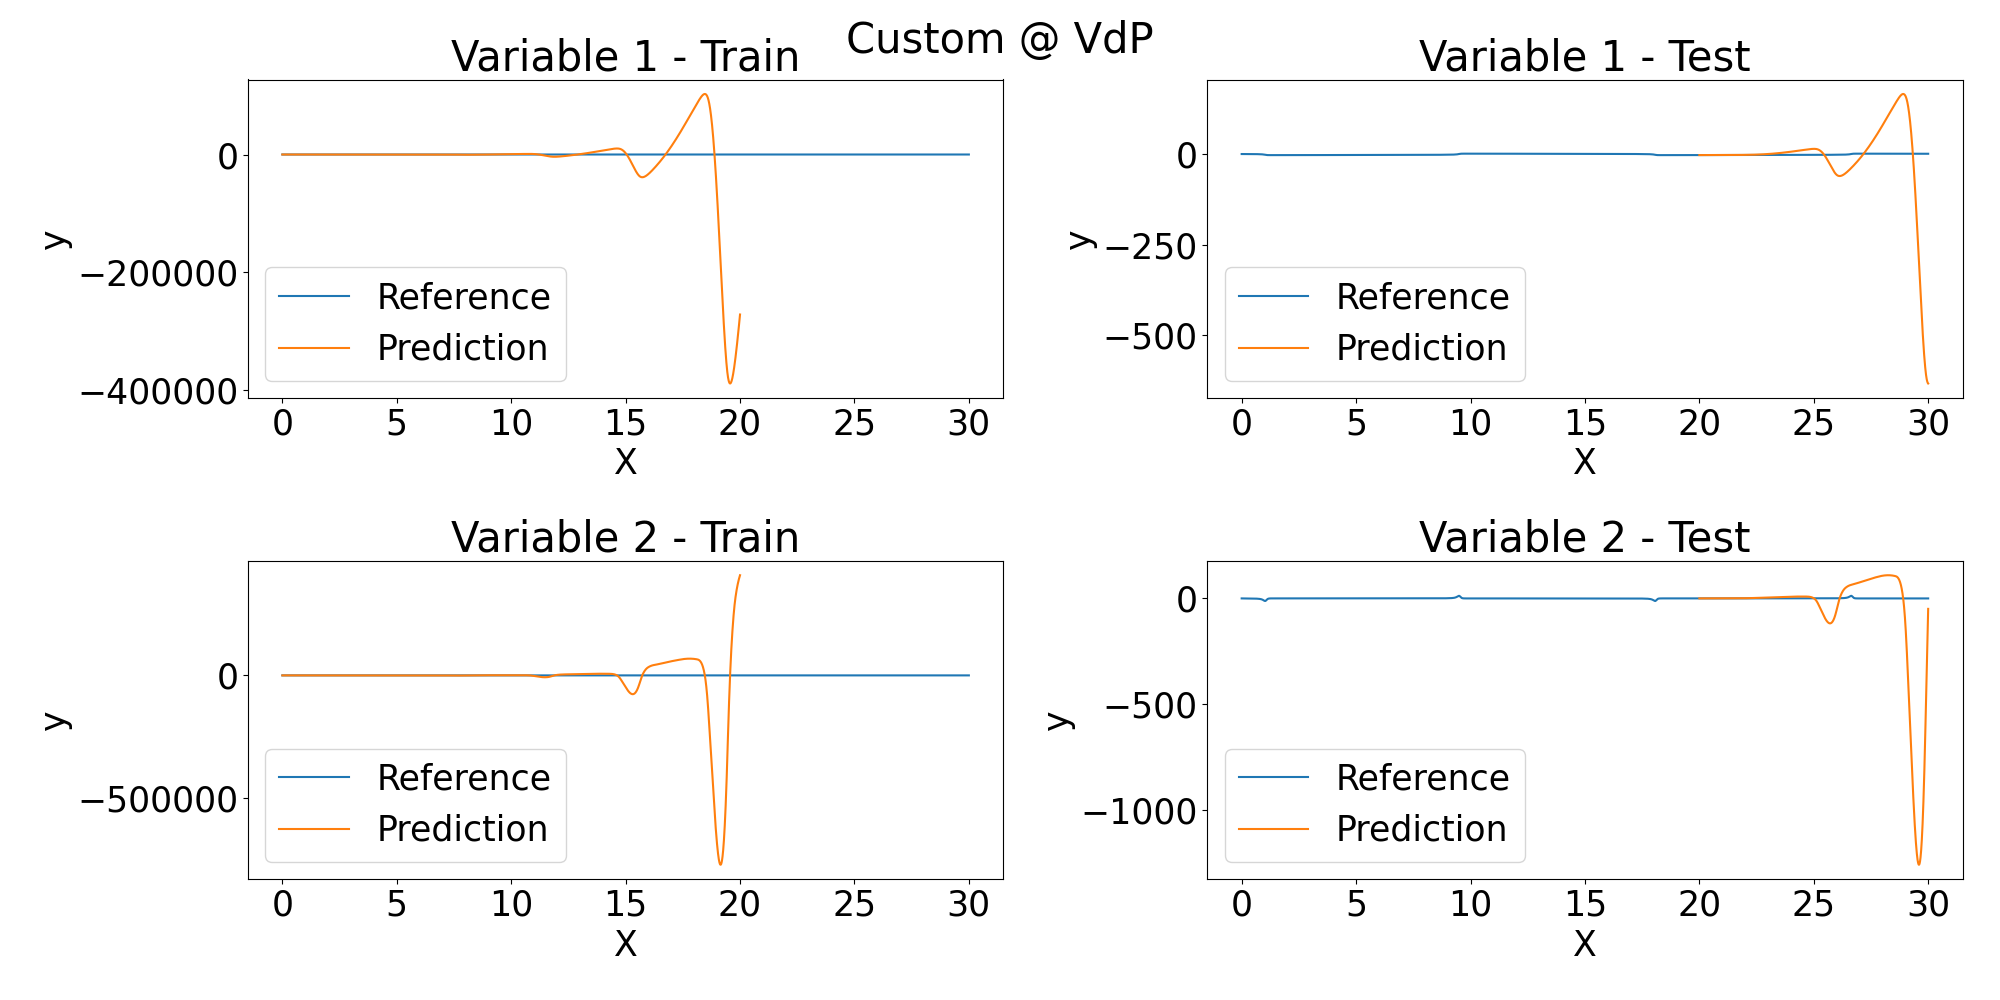 Custom @ VdP
Variable 1 - Train
0
−200000
−400000
y
Reference
Prediction
0 5 10 15 20 25 30
X
Variable 1 - Test
0
−250
−500
y
Reference
Prediction
0 5 10 15 20 25 30
X
Variable 2 - Train
0
−500000
y
Reference
Prediction
0 5 10 15 20 25 30
X
Variable 2 - Test
0
−500
−1000
y
Reference
Prediction
0 5 10 15 20 25 30
X